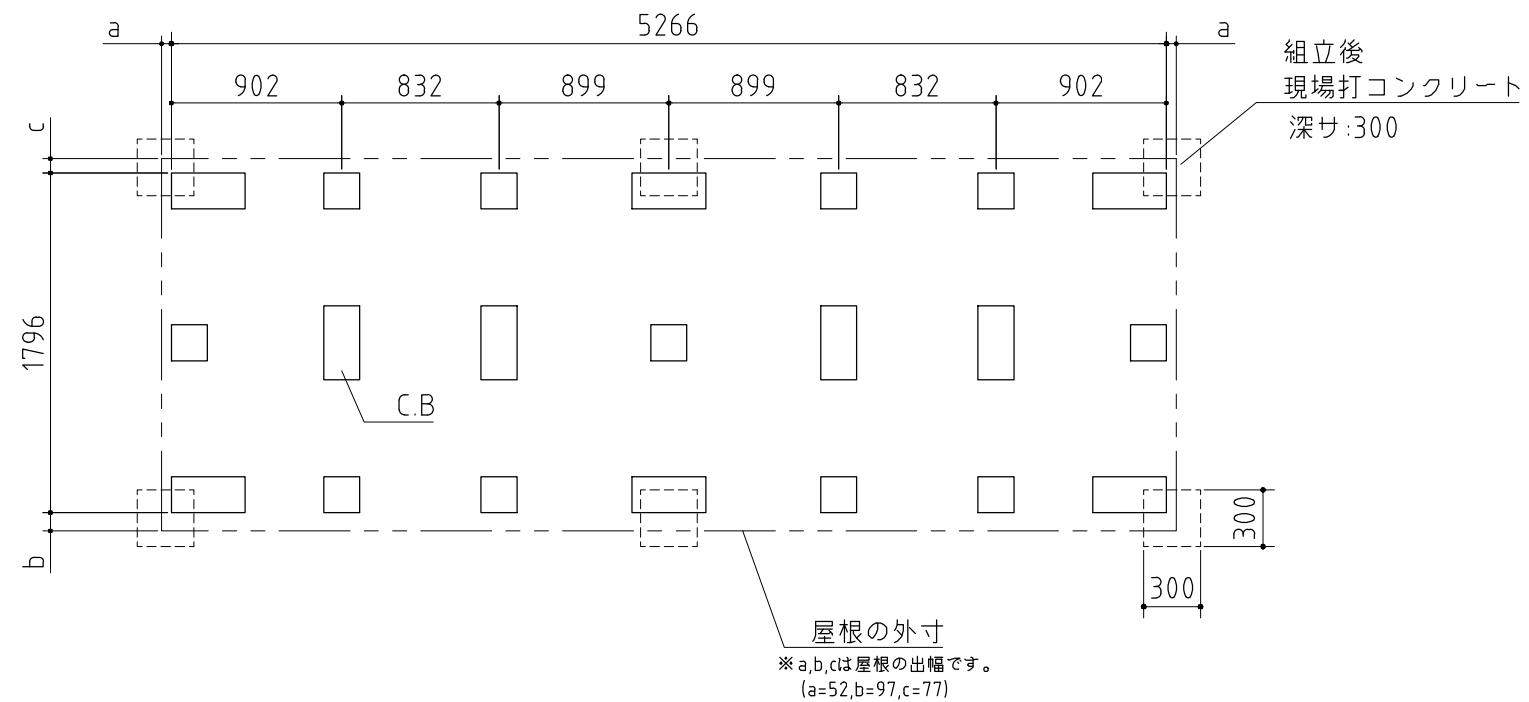 a
5266
a
902
832
899
899
832
902
組立後
現場打コンクリート
深サ:300
c
1796
b
C.B
300
300
屋根の外寸
※a,b,cは屋根の出幅です。
(a=52,b=97,c=77)